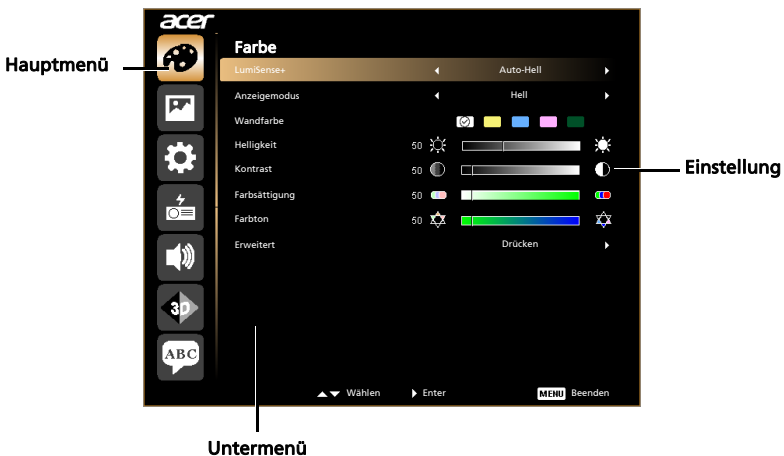 acer
Farbe
Hauptmenü
LumiSense+ Auto-Hell
Anzeigemodus Hell
Wandfarbe
Helligkeit 50
Kontrast 50
Einstellung
Farbsättigung 50
Farbton 50
Erweitert Drücken
3D
ABC
Wählen Enter MENU Beenden
Untermenü